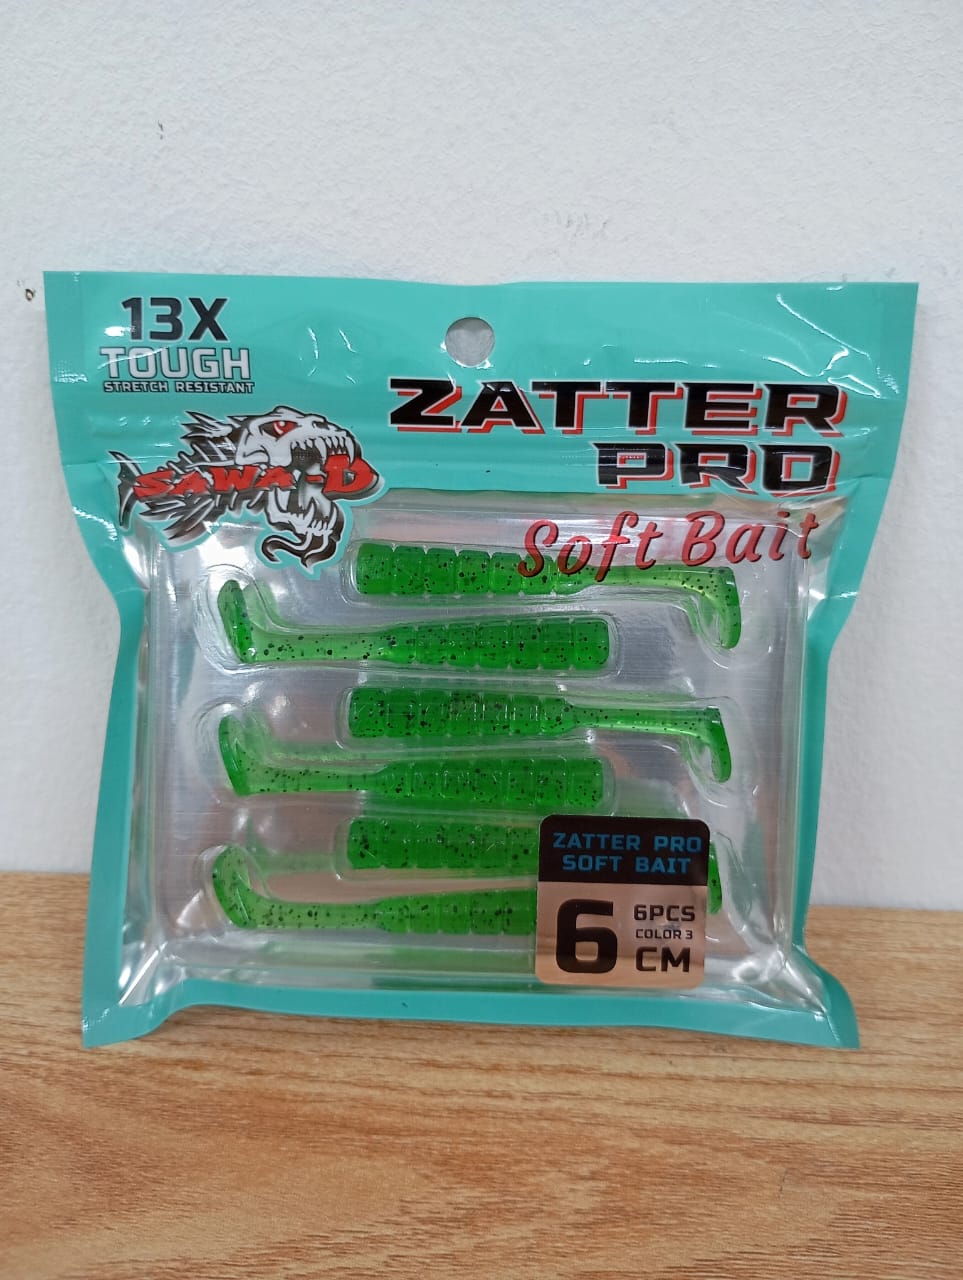 13X
TOUGH
STRETCH RESISTANT
SAWA-D
ZATTER
PRO
Soft Bait
ZATTER PRO
SOFT BAIT
6
6PCS
COLOR 3
CM